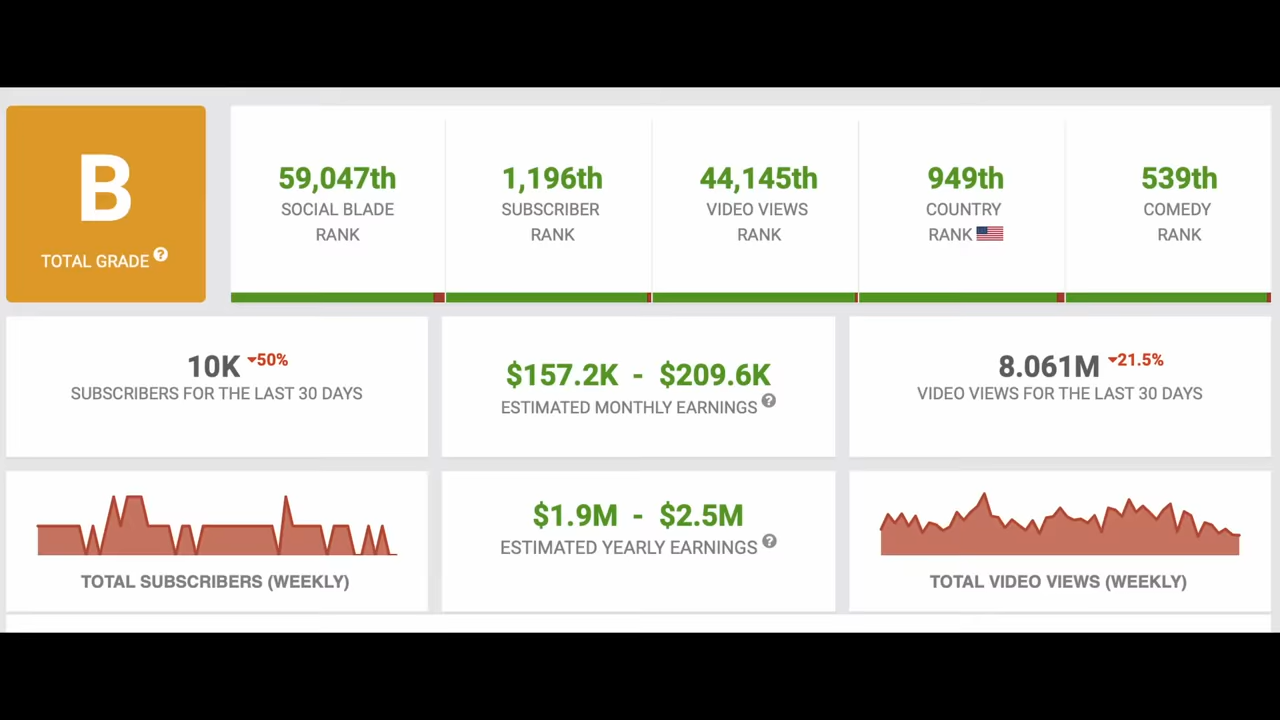 B
TOTAL GRADE ?
59,047th
SOCIAL BLADE
RANK
1,196th
SUBSCRIBER
RANK
44,145th
VIDEO VIEWS
RANK
949th
COUNTRY
RANK
539th
COMEDY
RANK
10K 50%
SUBSCRIBERS FOR THE LAST 30 DAYS
$157.2K - $209.6K
ESTIMATED MONTHLY EARNINGS ?
8.061M 21.5%
VIDEO VIEWS FOR THE LAST 30 DAYS
TOTAL SUBSCRIBERS (WEEKLY)
$1.9M - $2.5M
ESTIMATED YEARLY EARNINGS ?
TOTAL VIDEO VIEWS (WEEKLY)